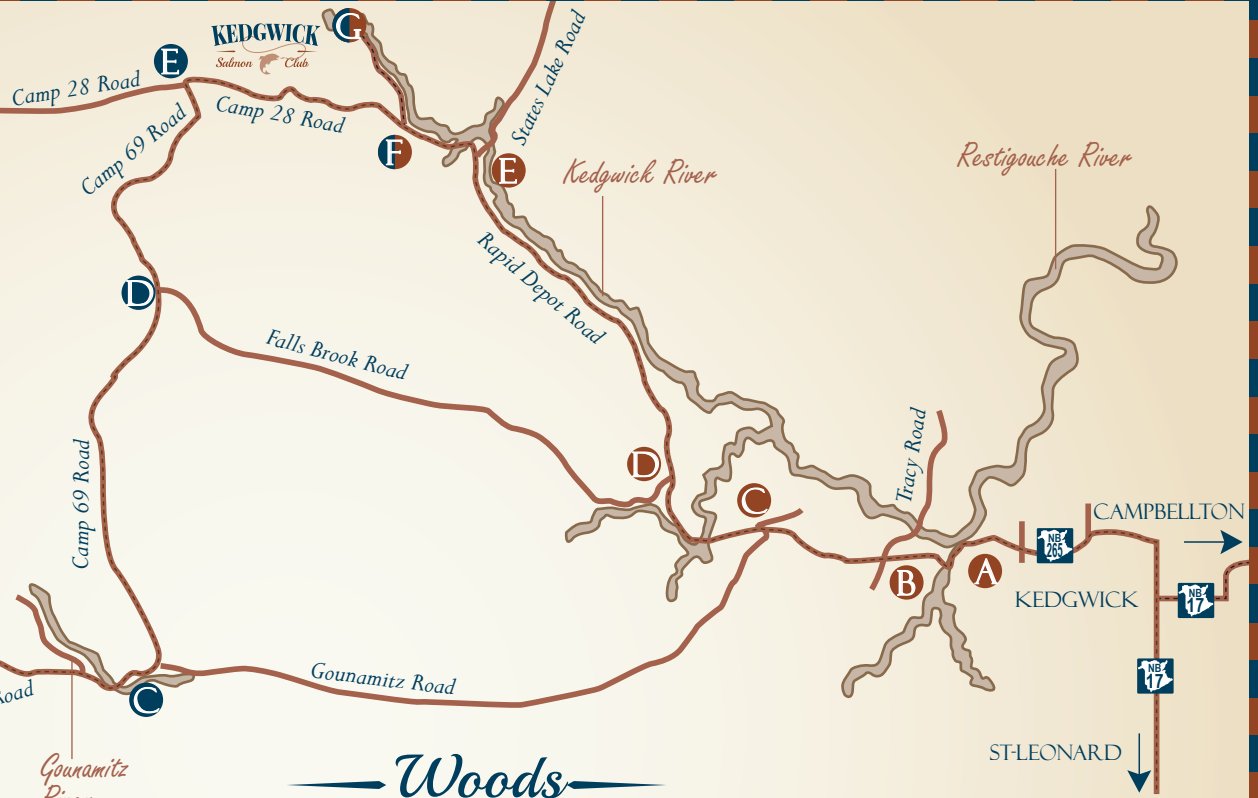 G
KEDGWICK
Salmon Club
E
Camp 28 Road
Camp 28 Road
Camp 69 Road
F
States Lake Road
E
Kedgwick River
Restigouche River
Rapid Depot Road
D
Falls Brook Road
Camp 69 Road
D
C
Tracy Road
CAMPBELLTON
NB
265
B
A
KEDGWICK
NB
17
NB
17
Gounamitz Road
C
Road
Gounamitz
River
ST-LEONARD
Woods